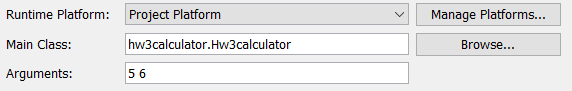 Runtime Platform: Project Platform Manage Platforms...
Main Class: hw3calculator.Hw3calculator Browse...
Arguments: 5 6